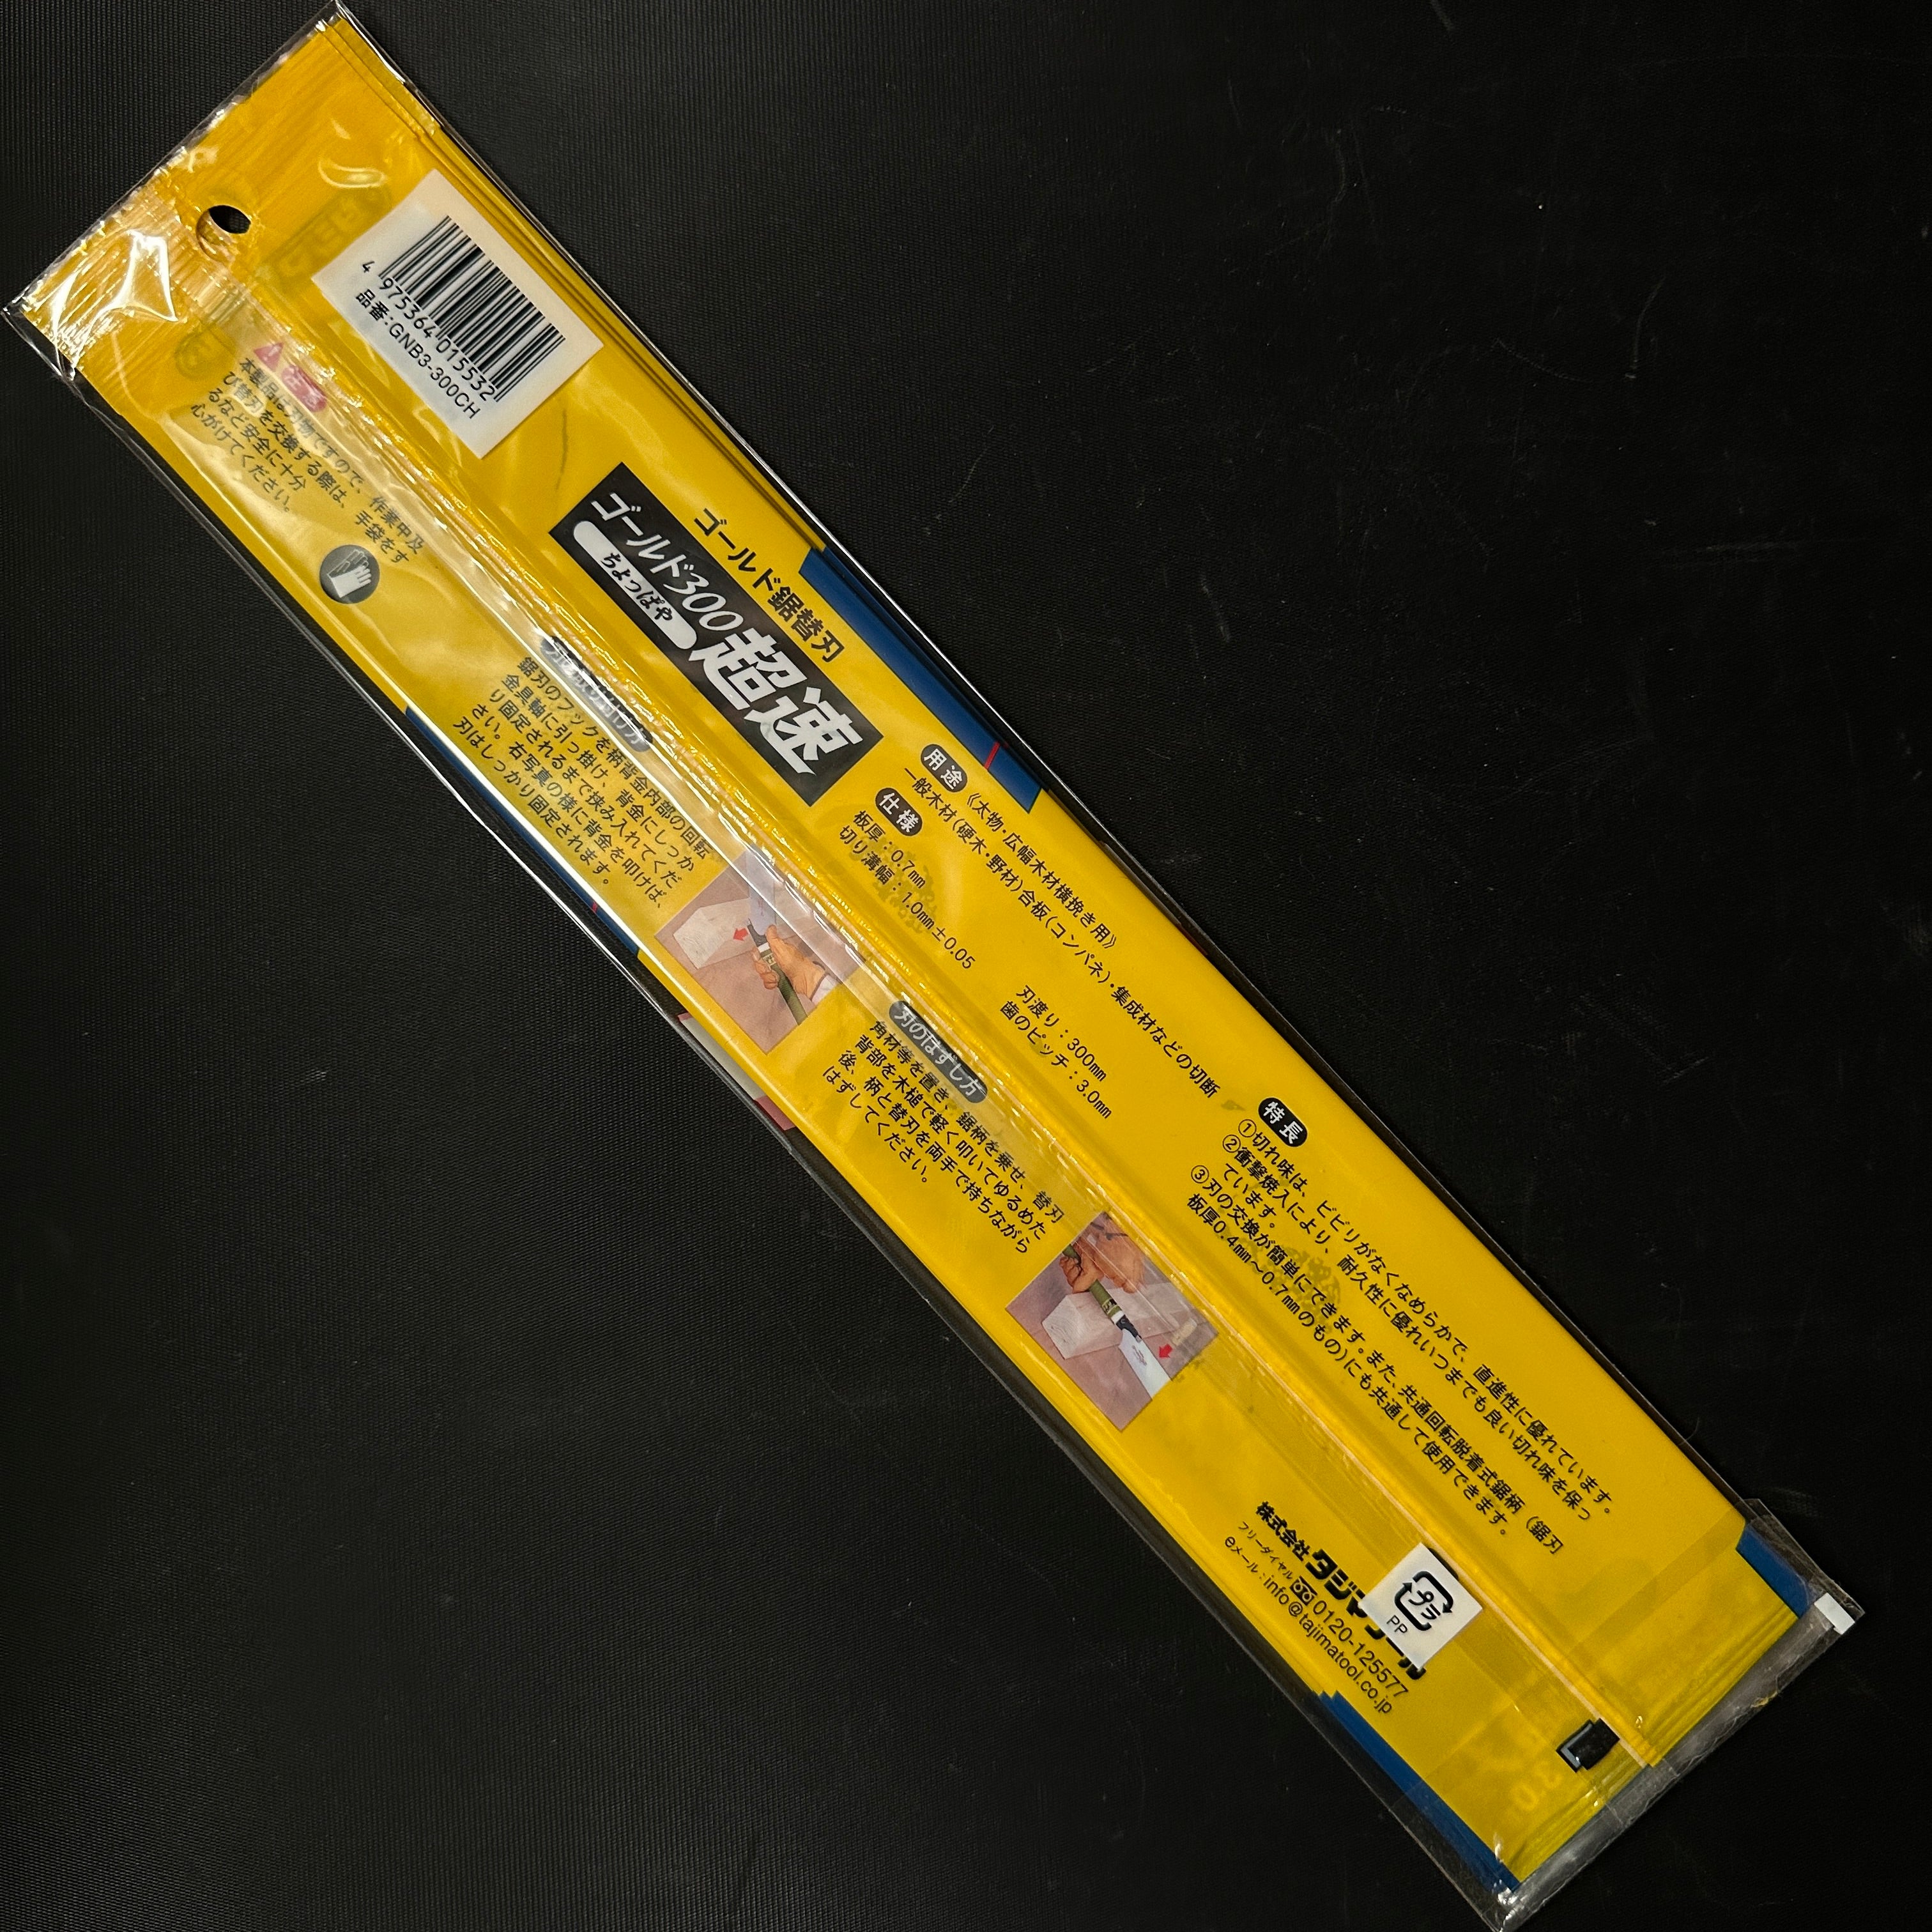 4 975364 015532
品番:GNB3-300CH
ゴールド鋸替刃
ゴールド300
ちょっぱや
超速
用途 《太物・広幅木材横挽き用》
一般木材(硬木・野材)合板(コンパネ)・集成材などの切断
仕様
板厚:0.7mm
切り溝幅:1.0mm±0.05
刃渡り:300mm
歯のピッチ:3.0mm
特長
①切れ味は、ビビリがなくなめらかで、直進性に優れています。
②衝撃焼入により、耐久性に優れいつまでも良い切れ味を保っ
ています。
③刃の交換が簡単にできます。また、共通回転脱着式鋸柄(鋸刃
板厚0.4mm〜0.7mmのもの)にも共通して使用できます。
本製品は刃物ですので、作業中及
び替刃を交換する際は、手袋をす
るなど安全に十分
心がけてください。
刃の取り付け方
鋸刃のフックを柄背金内部の回転
金具軸に引っ掛け、背金にしっか
り固定されるまで挟み入れてくだ
さい。右写真の様に背金を叩けば、
刃はしっかり固定されます。
刃のはずし方
角材等を置き、鋸柄を乗せ、替刃
背部を木槌で軽く叩いてゆるめた
後、柄と替刃を両手で持ちながら
はずしてください。
株式会社
フリーダイヤル 0120-125577
eメール:info@tajimatool.co.jp
プラ
PP